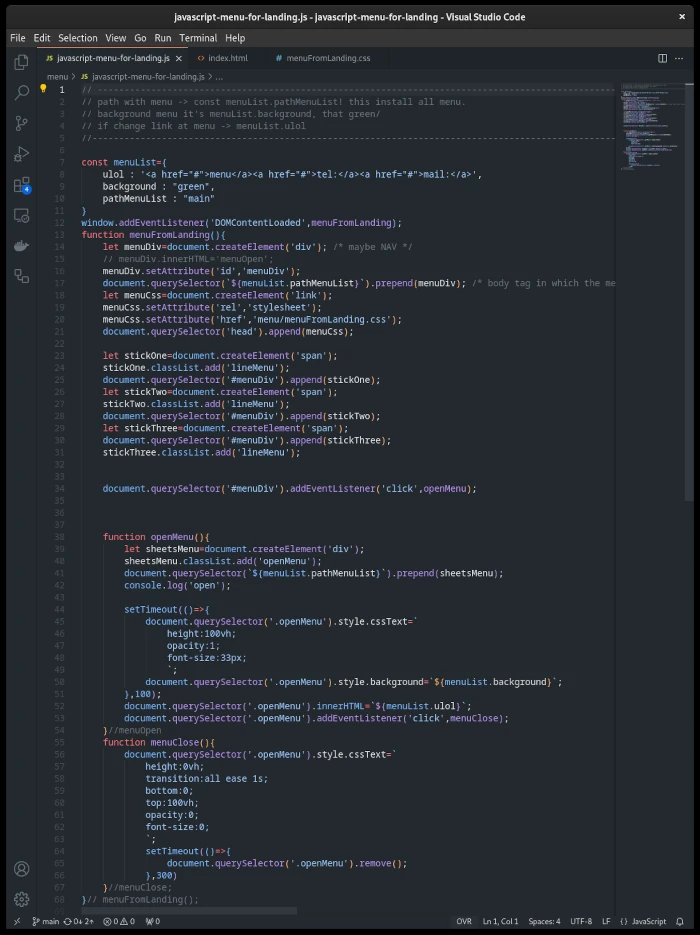 javascript-menu-for-landing.js - javascript-menu-for-landing - Visual Studio Code
File Edit Selection View Go Run Terminal Help
JS javascript-menu-for-landing.js <> index.html # menuFromLanding.css
menu > JS javascript-menu-for-landing.js > ...
1 // ------------------------------------------------------------------------------------------------
2 // path with menu -> const menuList.pathMenuList! this install all menu.
3 // background menu it's menuList.background, that green/
4 // if change link at menu -> menuList.ulol
5 //-------------------------------------------------------------------------------------------------
6
7 const menuList={
8 ulol : '<a href="#">menu</a><a href="#">tel:</a><a href="#">mail:</a>',
9 background : "green",
10 pathMenuList : "main"
11 }
12 window.addEventListener('DOMContentLoaded',menuFromLanding);
13 function menuFromLanding(){
14 let menuDiv=document.createElement('div'); /* maybe NAV */
15 // menuDiv.innerHTML='menuOpen';
16 menuDiv.setAttribute('id','menuDiv');
17 document.querySelector(`${menuList.pathMenuList}`).prepend(menuDiv); /* body tag in which the me
18 let menuCss=document.createElement('link');
19 menuCss.setAttribute('rel','stylesheet');
20 menuCss.setAttribute('href','menu/menuFromLanding.css');
21 document.querySelector('head').append(menuCss);
22
23 let stickOne=document.createElement('span');
24 stickOne.classList.add('lineMenu');
25 document.querySelector('#menuDiv').append(stickOne);
26 let stickTwo=document.createElement('span');
27 stickTwo.classList.add('lineMenu');
28 document.querySelector('#menuDiv').append(stickTwo);
29 let stickThree=document.createElement('span');
30 document.querySelector('#menuDiv').append(stickThree);
31 stickThree.classList.add('lineMenu');
32
33
34 document.querySelector('#menuDiv').addEventListener('click',openMenu);
35
36
37
38 function openMenu(){
39 let sheetsMenu=document.createElement('div');
40 sheetsMenu.classList.add('openMenu');
41 document.querySelector(`${menuList.pathMenuList}`).prepend(sheetsMenu);
42 console.log('open');
43
44 setTimeout(()=>{
45 document.querySelector('.openMenu').style.cssText=`
46 height:100vh;
47 opacity:1;
48 font-size:33px;
49 `;
50 document.querySelector('.openMenu').style.background=`${menuList.background}`;
51 },100);
52 document.querySelector('.openMenu').innerHTML=`${menuList.ulol}`;
53 document.querySelector('.openMenu').addEventListener('click',menuClose);
54 }//menuOpen
55 function menuClose(){
56 document.querySelector('.openMenu').style.cssText=`
57 height:0vh;
58 transition:all ease 1s;
59 bottom:0;
60 top:100vh;
61 opacity:0;
62 font-size:0;
63 `;
64 setTimeout(()=>{
65 document.querySelector('.openMenu').remove();
66 },300)
67 }//menuClose;
68 }// menuFromLanding();
4
main 0↓ 2↑ 0 0 0 OVR Ln 1, Col 1 Spaces: 4 UTF-8 LF {} JavaScript